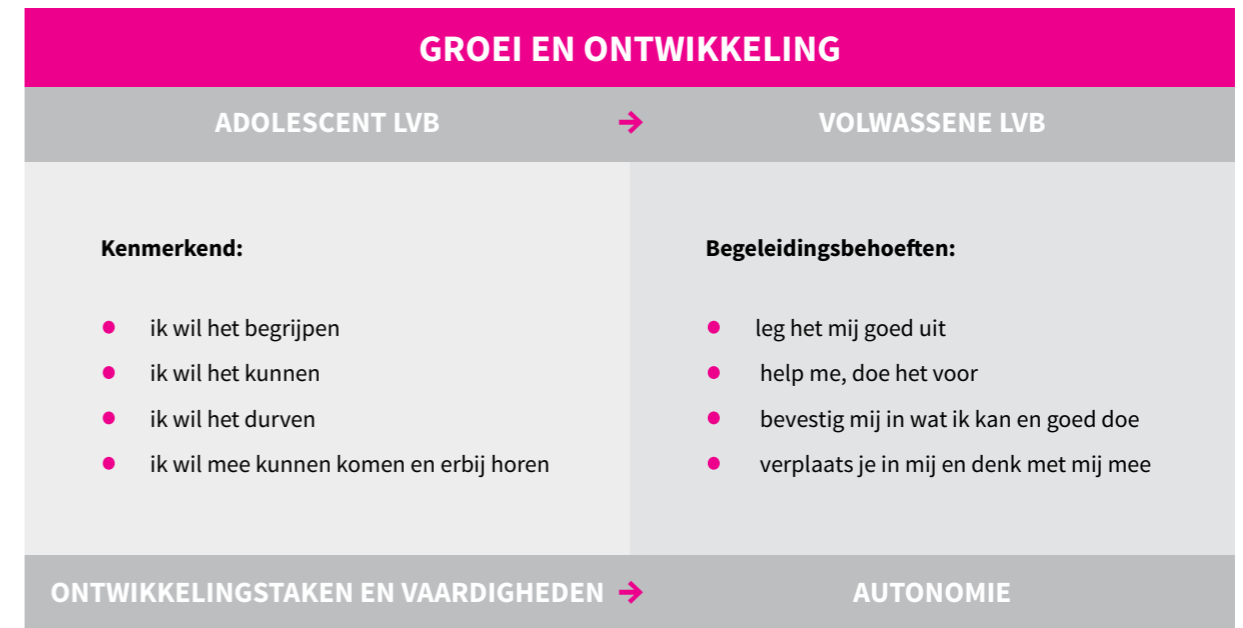 GROEI EN ONTWIKKELING
ADOLESCENT LVB → VOLWASSENE LVB
Kenmerkend:
• ik wil het begrijpen
• ik wil het kunnen
• ik wil het durven
• ik wil mee kunnen komen en erbij horen
Begeleidingsbehoeften:
• leg het mij goed uit
• help me, doe het voor
• bevestig mij in wat ik kan en goed doe
• verplaats je in mij en denk met mij mee
ONTWIKKELINGSTAKEN EN VAARDIGHEDEN → AUTONOMIE